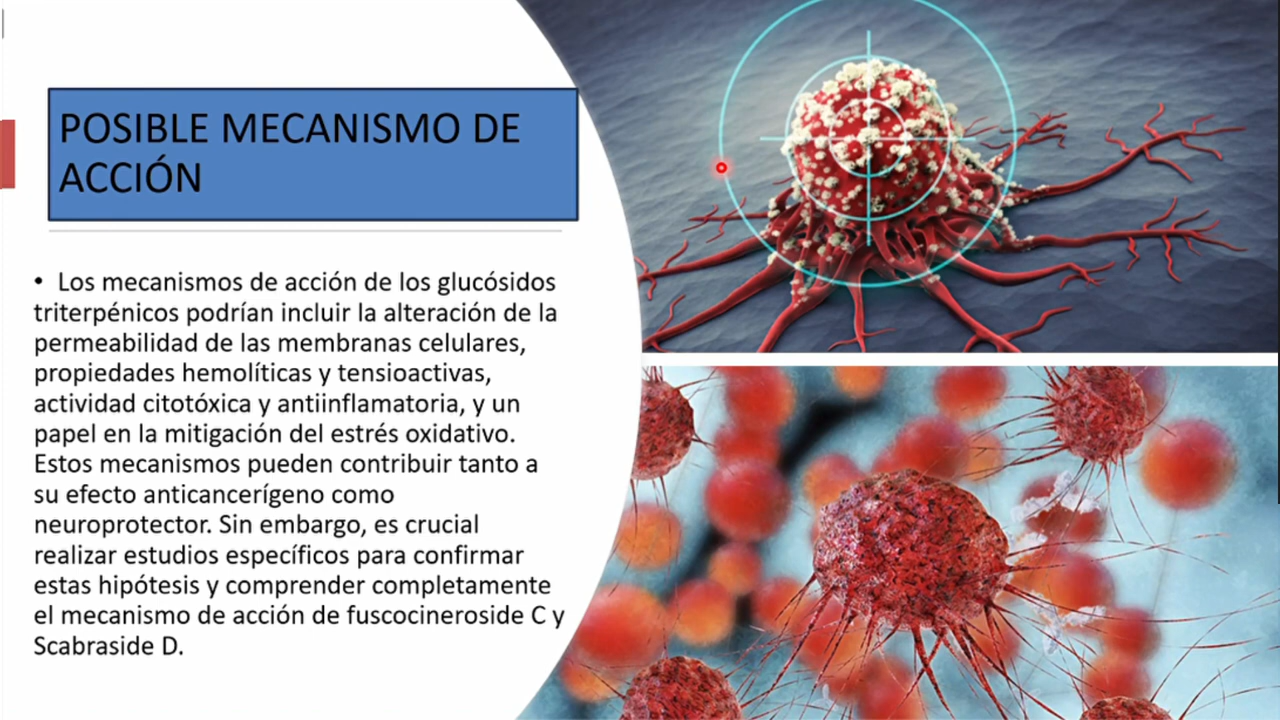 POSIBLE MECANISMO DE
ACCIÓN
• Los mecanismos de acción de los glucósidos
triterpénicos podrían incluir la alteración de la
permeabilidad de las membranas celulares,
propiedades hemolíticas y tensioactivas,
actividad citotóxica y antiinflamatoria, y un
papel en la mitigación del estrés oxidativo.
Estos mecanismos pueden contribuir tanto a
su efecto anticancerígeno como
neuroprotector. Sin embargo, es crucial
realizar estudios específicos para confirmar
estas hipótesis y comprender completamente
el mecanismo de acción de fuscocineroside C y
Scabraside D.